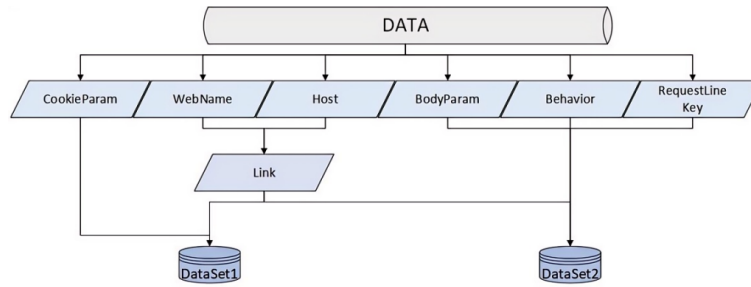 DATA
CookieParam
WebName
Host
BodyParam
Behavior
RequestLine
Key
Link
DataSet1
DataSet2